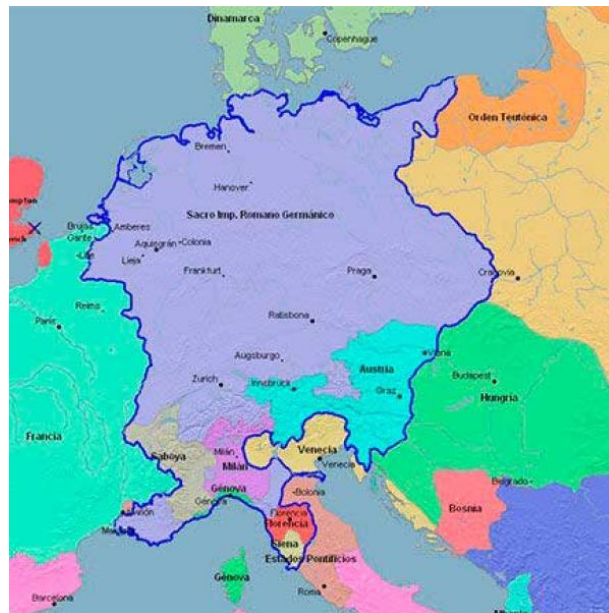 Dinamarca
Copenhague
Orden Teutónica
Bremen
Hanover
Sacro Imp. Romano Germánico
Brujas
Amberes
Gante
Colonia
Aquisgrán
Lille
Lieja
Frankfurt
Praga
Cracovia
Reims
París
Ratisbona
Augsburgo
Viena
Austria
Budapest
Zurich
Innsbrück
Graz
Hungría
Francia
Saboya
Milán
Milán
Venecia
Venecia
Génova
Génova
Bolonia
Belgrado
Bosnia
Florencia
Florencia
Siena
Estados Pontificios
Génova
Roma
Barcelona